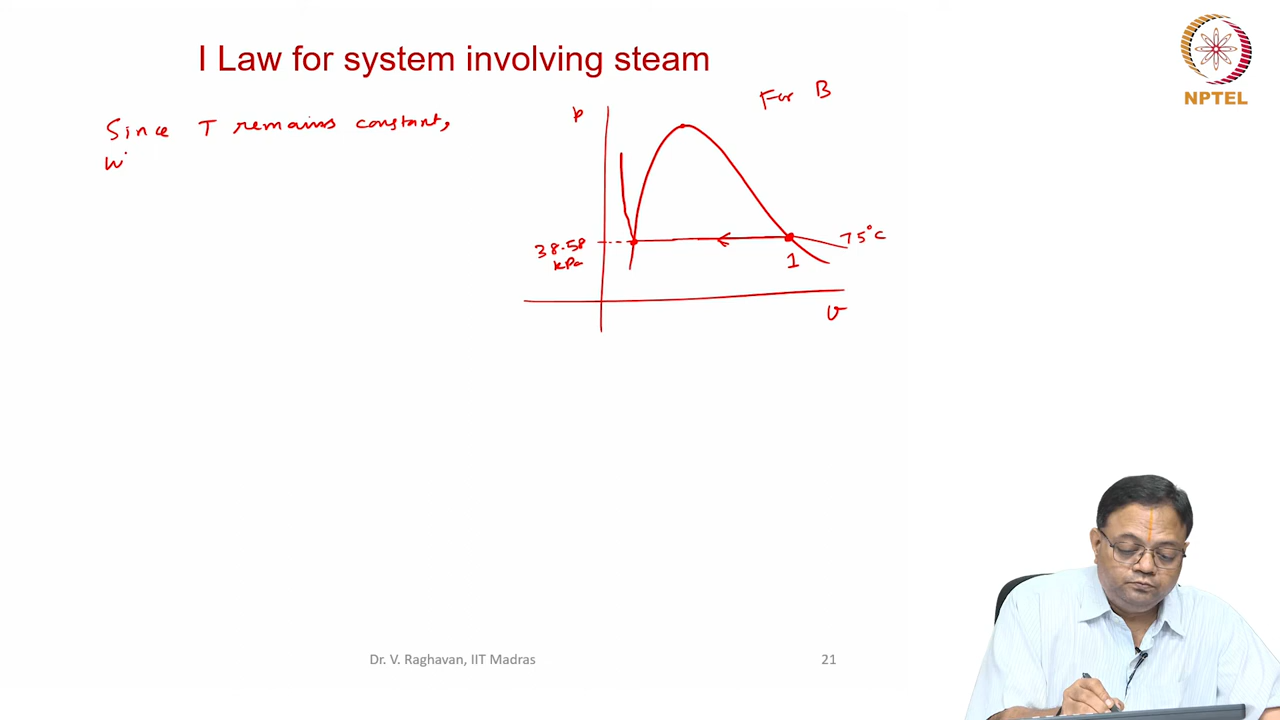 I Law for system involving steam
NPTEL
For B
Since T remains constant,
wi
p
38.58
kPa
75°C
1
v
Dr. V. Raghavan, IIT Madras
21